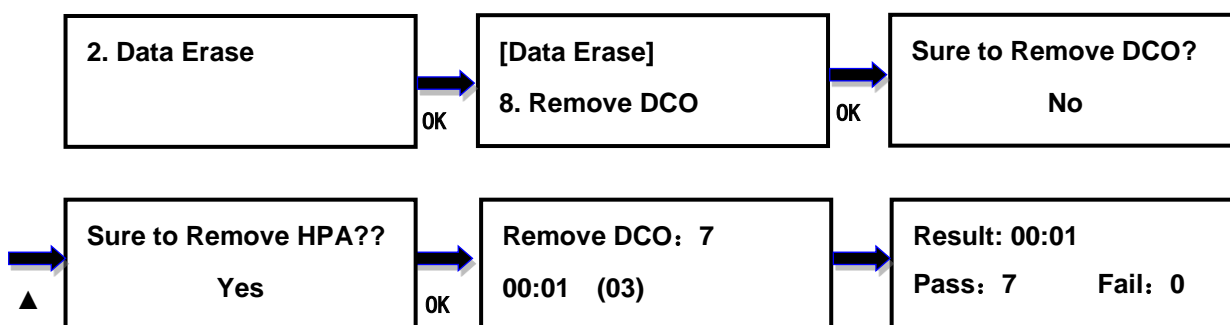 2. Data Erase
OK
[Data Erase]
8. Remove DCO
OK
Sure to Remove DCO?
No
▲
Sure to Remove HPA??
Yes
OK
Remove DCO：7
00:01 (03)
Result: 00:01
Pass：7 Fail：0